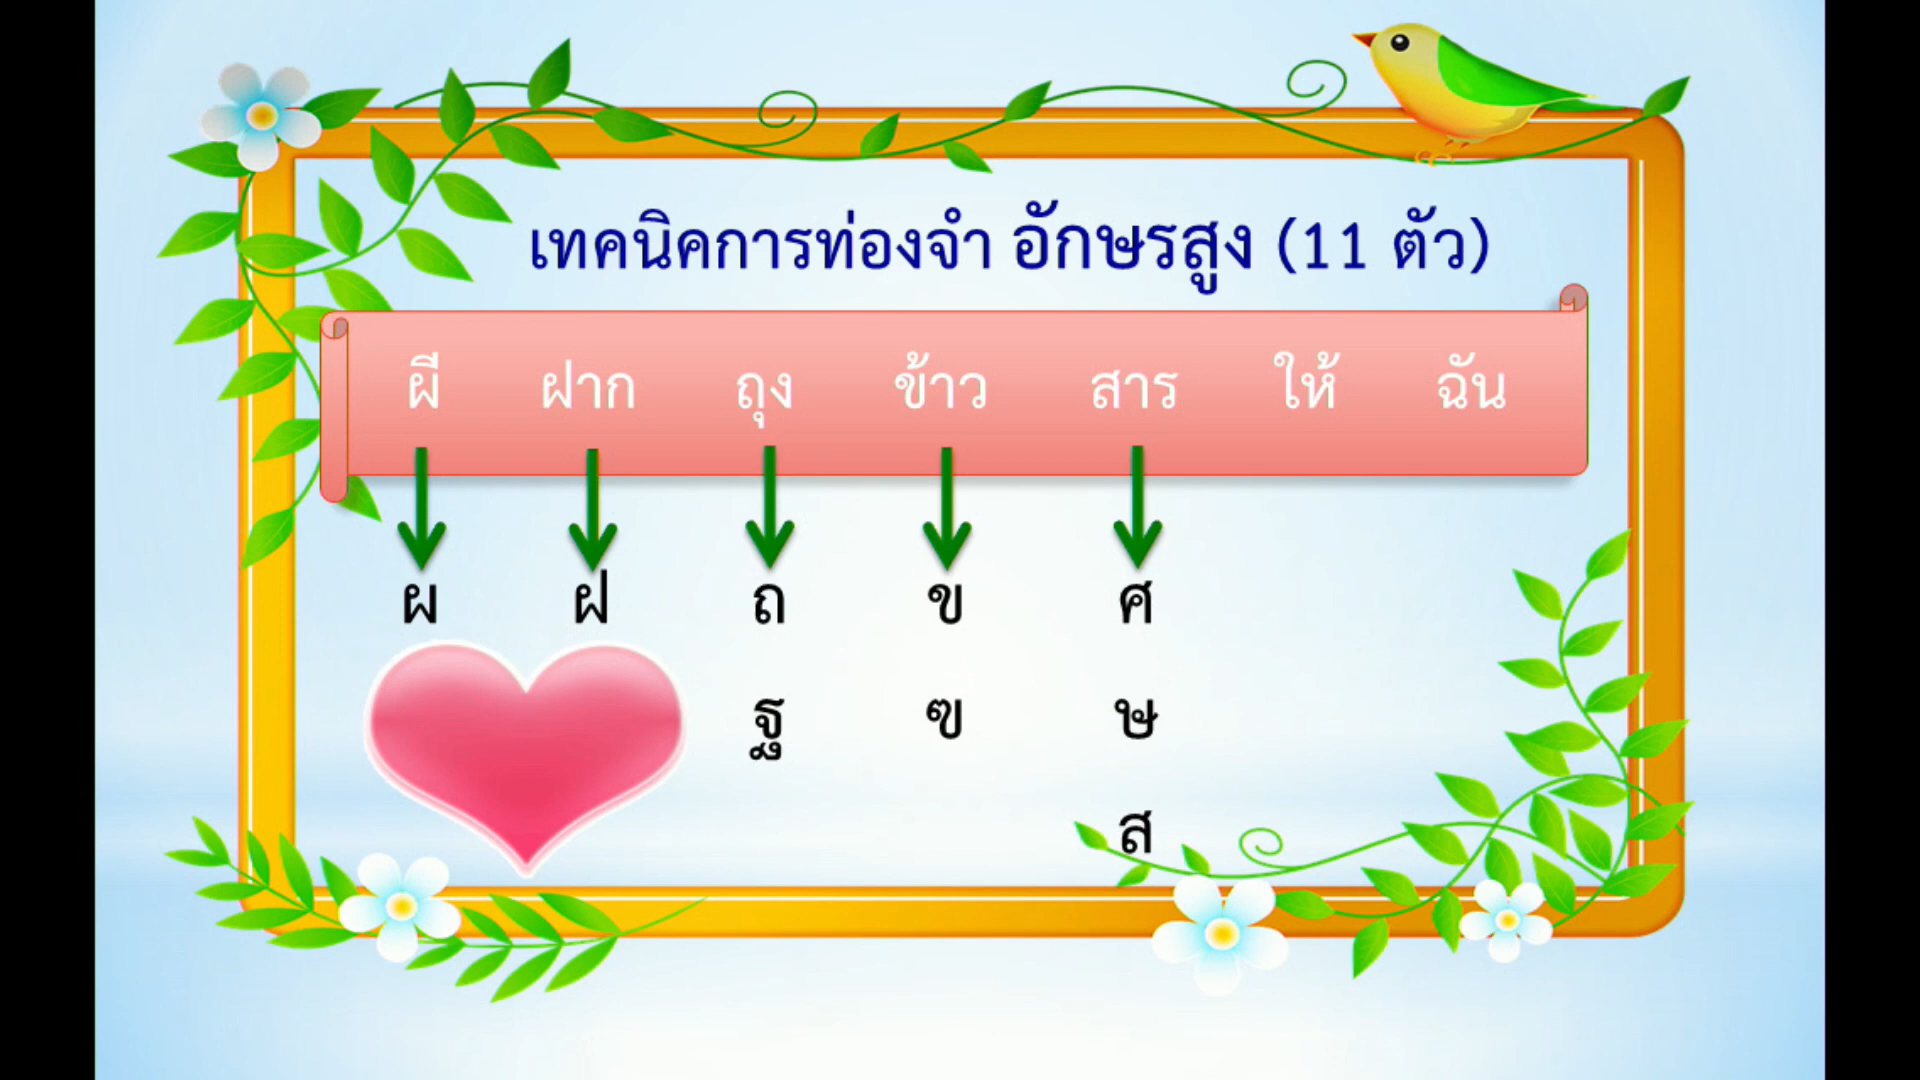 เทคนิคการท่องจำ อักษรสูง (11 ตัว)
ผี ฝาก ถุง ข้าว สาร ให้ ฉัน
ผ ฝ ถ ข ศ
ฐ ฃ ษ
ส